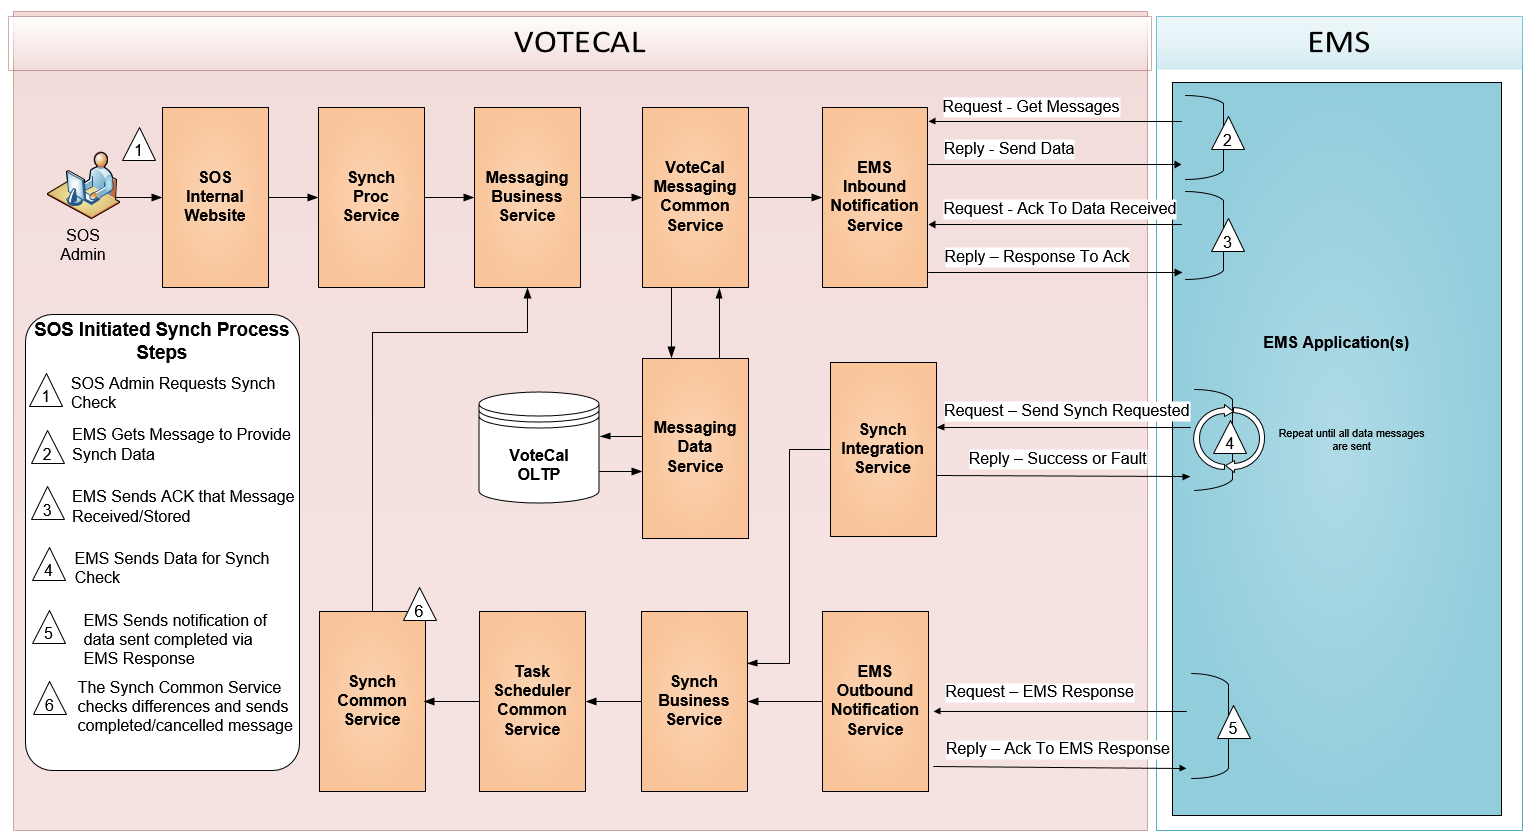 VOTECAL
EMS
1
SOS
Admin
SOS
Internal
Website
Synch
Proc
Service
Messaging
Business
Service
VoteCal
Messaging
Common
Service
EMS
Inbound
Notification
Service
Request - Get Messages
Reply - Send Data
2
Request - Ack To Data Received
Reply – Response To Ack
3
EMS Application(s)
SOS Initiated Synch Process
Steps
1
SOS Admin Requests Synch
Check
2
EMS Gets Message to Provide
Synch Data
3
EMS Sends ACK that Message
Received/Stored
4
EMS Sends Data for Synch
Check
5
EMS Sends notification of
data sent completed via
EMS Response
6
The Synch Common Service
checks differences and sends
completed/cancelled message
VoteCal
OLTP
Messaging
Data
Service
Synch
Integration
Service
Request – Send Synch Requested
Reply – Success or Fault
4
Repeat until all data messages
are sent
6
Synch
Common
Service
Task
Scheduler
Common
Service
Synch
Business
Service
EMS
Outbound
Notification
Service
Request – EMS Response
Reply – Ack To EMS Response
5